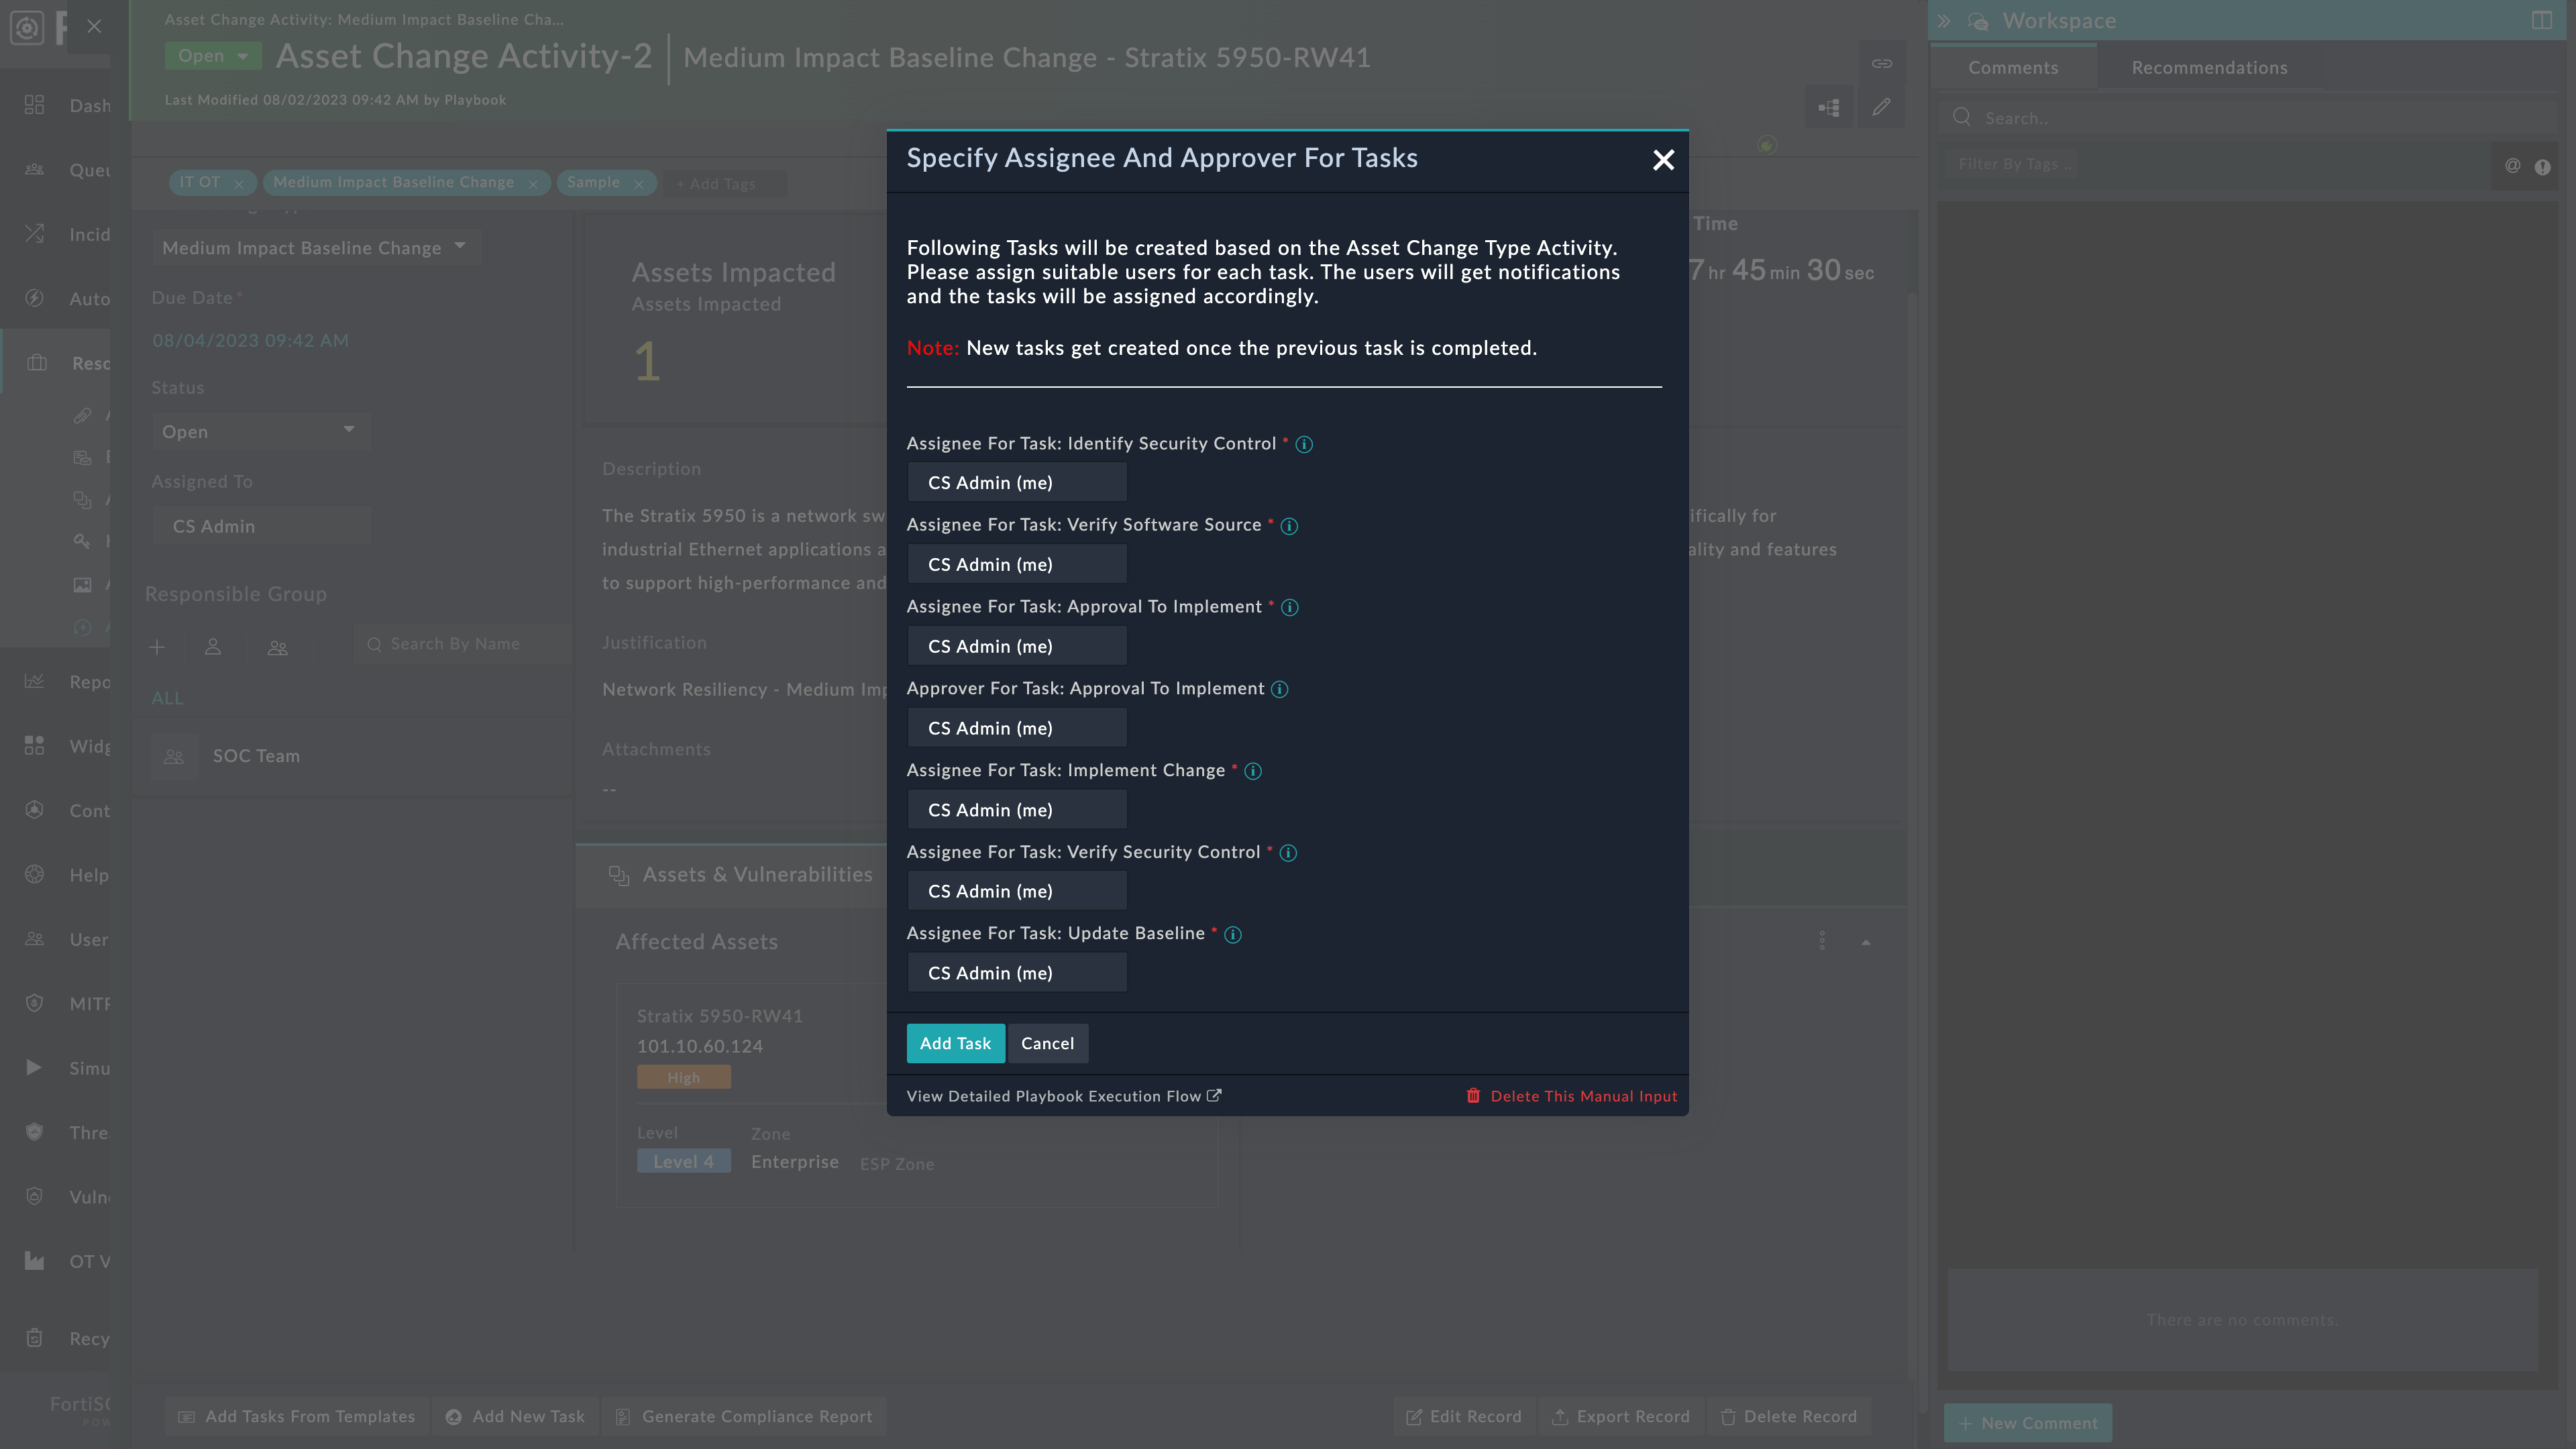 Asset Change Activity: Medium Impact Baseline Cha...
Open
Asset Change Activity-2
Medium Impact Baseline Change - Stratix 5950-RW41
Last Modified 08/02/2023 09:42 AM by Playbook
IT OT
Medium Impact Baseline Change
Sample
+ Add Tags
Dash
Queu
Incid
Auto
Reso
Repo
Widg
Cont
Help
User
MITR
Simu
Thre
Vuln
OT V
Recy
FortiSO
POW
Medium Impact Baseline Change
Due Date*
08/04/2023 09:42 AM
Status
Open
Assigned To
CS Admin
Responsible Group
Search By Name
ALL
SOC Team
Assets Impacted
Assets Impacted
1
Time
7 hr 45 min 30 sec
Description
The Stratix 5950 is a network sw
ifically for
industrial Ethernet applications a
ality and features
to support high-performance and
Justification
Network Resiliency - Medium Imp
Attachments
--
Assets & Vulnerabilities
Affected Assets
Stratix 5950-RW41
101.10.60.124
High
Level
Zone
Level 4
Enterprise
ESP Zone
Specify Assignee And Approver For Tasks
Following Tasks will be created based on the Asset Change Type Activity.
Please assign suitable users for each task. The users will get notifications
and the tasks will be assigned accordingly.
Note: New tasks get created once the previous task is completed.
Assignee For Task: Identify Security Control *
CS Admin (me)
Assignee For Task: Verify Software Source *
CS Admin (me)
Assignee For Task: Approval To Implement *
CS Admin (me)
Approver For Task: Approval To Implement
CS Admin (me)
Assignee For Task: Implement Change *
CS Admin (me)
Assignee For Task: Verify Security Control *
CS Admin (me)
Assignee For Task: Update Baseline *
CS Admin (me)
Add Task
Cancel
View Detailed Playbook Execution Flow
Delete This Manual Input
Add Tasks From Templates
Add New Task
Generate Compliance Report
Edit Record
Export Record
Delete Record
Workspace
Comments
Recommendations
Search..
Filter By Tags ..
@
There are no comments.
+ New Comment